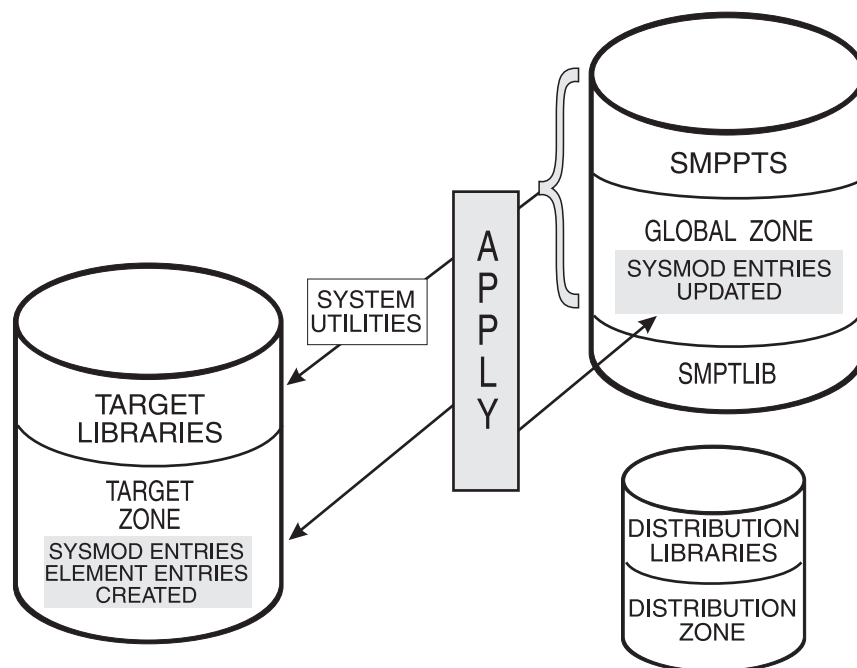 SMPPTS
GLOBAL ZONE
SYSMOD ENTRIES
UPDATED
SMPTLIB
APPLY
SYSTEM
UTILITIES
TARGET
LIBRARIES
TARGET
ZONE
SYSMOD ENTRIES
ELEMENT ENTRIES
CREATED
DISTRIBUTION
LIBRARIES
DISTRIBUTION
ZONE